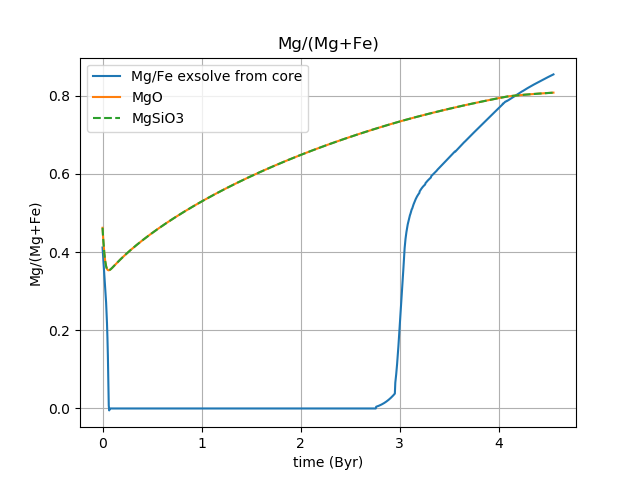 Mg/(Mg+Fe)
Mg/Fe exsolve from core
MgO
MgSiO3
Mg/(Mg+Fe)
0.8
0.6
0.4
0.2
0.0
0 1 2 3 4
time (Byr)